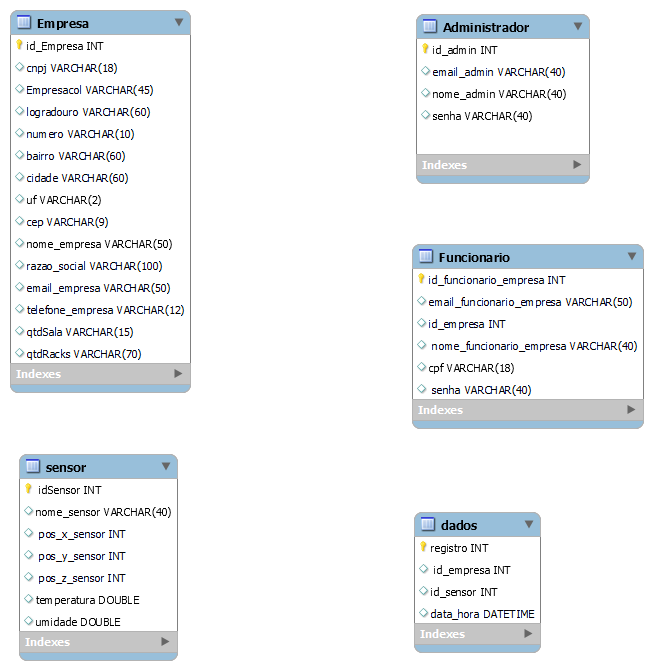 Empresa
id_Empresa INT
cnpj VARCHAR(18)
Empresacol VARCHAR(45)
logradouro VARCHAR(60)
numero VARCHAR(10)
bairro VARCHAR(60)
cidade VARCHAR(60)
uf VARCHAR(2)
cep VARCHAR(9)
nome_empresa VARCHAR(50)
razao_social VARCHAR(100)
email_empresa VARCHAR(50)
telefone_empresa VARCHAR(12)
qtdSala VARCHAR(15)
qtdRacks VARCHAR(70)
Indexes
Administrador
id_admin INT
email_admin VARCHAR(40)
nome_admin VARCHAR(40)
senha VARCHAR(40)
Indexes
Funcionario
id_funcionario_empresa INT
email_funcionario_empresa VARCHAR(50)
id_empresa INT
nome_funcionario_empresa VARCHAR(40)
cpf VARCHAR(18)
senha VARCHAR(40)
Indexes
sensor
idSensor INT
nome_sensor VARCHAR(40)
pos_x_sensor INT
pos_y_sensor INT
pos_z_sensor INT
temperatura DOUBLE
umidade DOUBLE
Indexes
dados
registro INT
id_empresa INT
id_sensor INT
data_hora DATETIME
Indexes